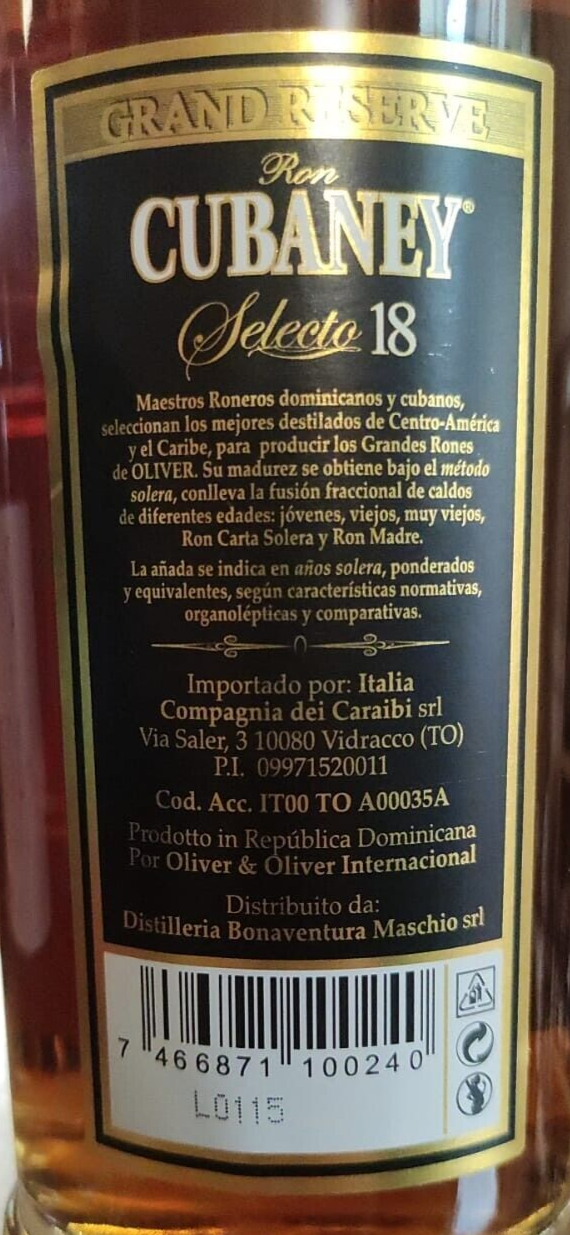 GRAND RESERVE
Ron
CUBANEY®
Selecto 18
Maestros Roneros dominicanos y cubanos,
seleccionan los mejores destilados de Centro-América
y el Caribe, para producir los Grandes Rones
de OLIVER. Su madurez se obtiene bajo el método
solera, conlleva la fusión fraccional de caldos
de diferentes edades: jóvenes, viejos, muy viejos,
Ron Carta Solera y Ron Madre.
La añada se indica en años solera, ponderados
y equivalentes, según características normativas,
organolépticas y comparativas.
Importado por: Italia
Compagnia dei Caraibi srl
Via Saler, 3 10080 Vidracco (TO)
P.I. 09971520011
Cod. Acc. IT00 TO A00035A
Prodotto in República Dominicana
Por Oliver & Oliver Internacional
Distribuito da:
Distilleria Bonaventura Maschio srl
7 466871 100240
L0115